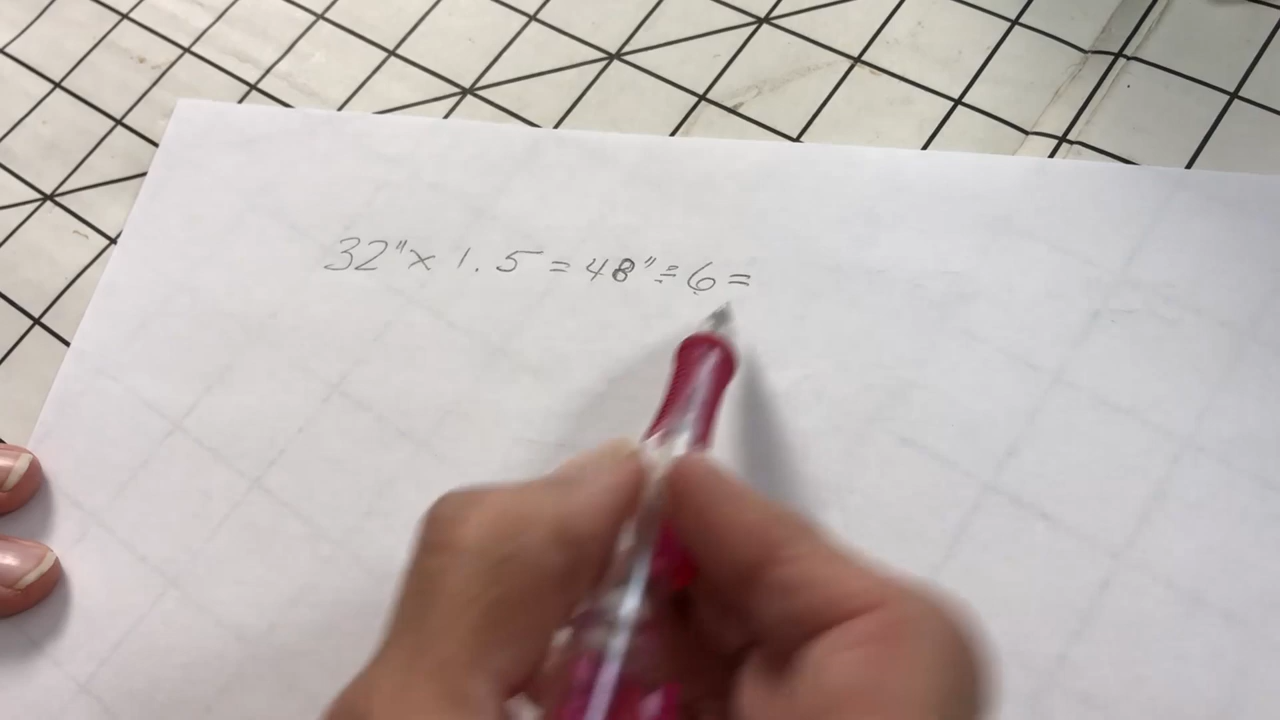 32" x 1.5 = 48" ÷ 6 =